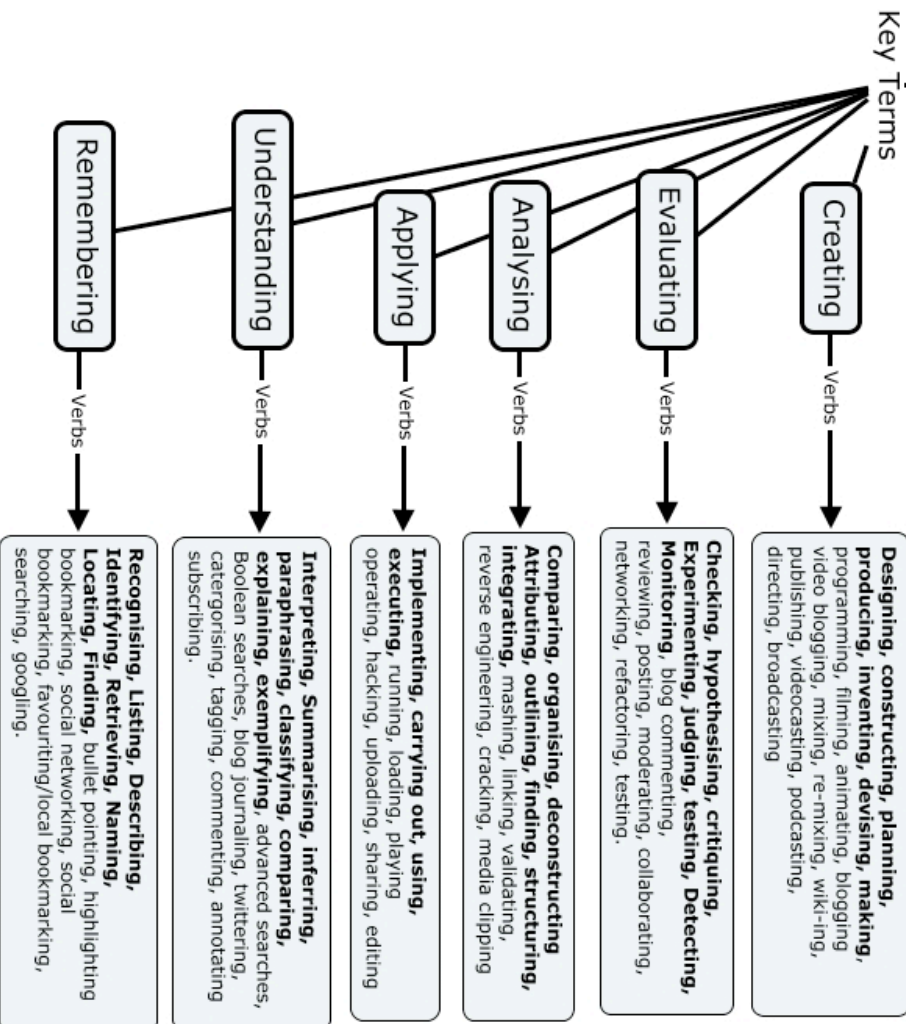 Key Terms
Creating
Verbs
Designing, constructing, planning,
producing, inventing, devising, making,
programming, filming, animating, blogging
video blogging, mixing, re-mixing, wiki-ing,
publishing, videocasting, podcasting,
directing, broadcasting
Evaluating
Verbs
Checking, hypothesising, critiquing,
Experimenting, judging, testing, Detecting,
Monitoring, blog commenting,
reviewing, posting, moderating, collaborating,
networking, refactoring, testing.
Analysing
Verbs
Comparing, organising, deconstructing
Attributing, outlining, finding, structuring,
integrating, mashing, linking, validating,
reverse engineering, cracking, media clipping
Applying
Verbs
Implementing, carrying out, using,
executing, running, loading, playing
operating, hacking, uploading, sharing, editing
Understanding
Verbs
Interpreting, Summarising, inferring,
paraphrasing, classifying, comparing,
explaining, exemplifying, advanced searches,
Boolean searches, blog journaling, twittering,
catergorising, tagging, commenting, annotating
subscribing.
Remembering
Verbs
Recognising, Listing, Describing,
Identifying, Retrieving, Naming,
Locating, Finding, bullet pointing, highlighting
bookmarking, social networking, social
bookmarking, favouriting/local bookmarking,
searching, googling.